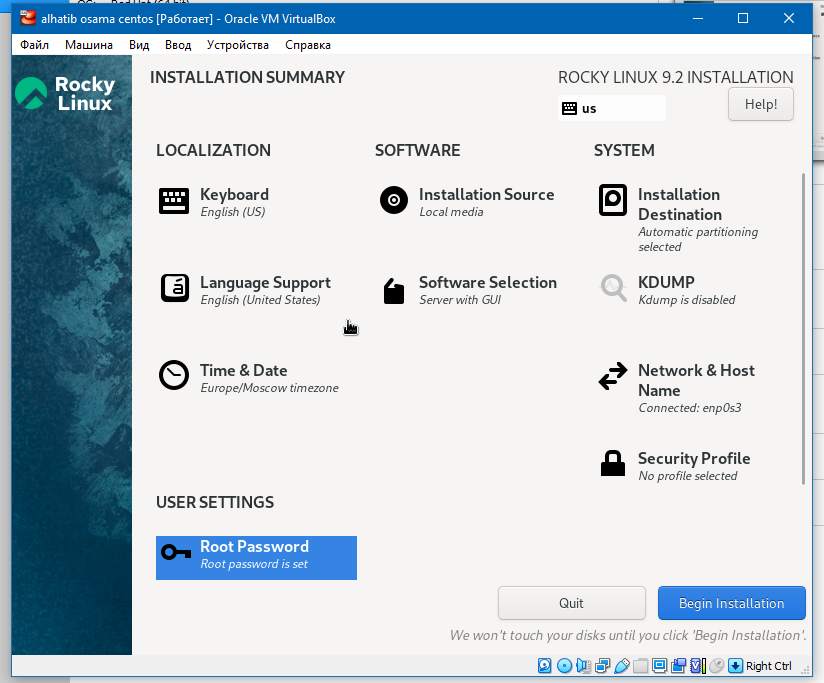 alhatib osama centos [Работает] - Oracle VM VirtualBox
Файл Машина Вид Ввод Устройства Справка
Rocky
Linux
INSTALLATION SUMMARY
ROCKY LINUX 9.2 INSTALLATION
us
Help!
LOCALIZATION
Keyboard
English (US)
Language Support
English (United States)
Time & Date
Europe/Moscow timezone
SOFTWARE
Installation Source
Local media
Software Selection
Server with GUI
SYSTEM
Installation
Destination
Automatic partitioning
selected
KDUMP
Kdump is disabled
Network & Host
Name
Connected: enp0s3
Security Profile
No profile selected
USER SETTINGS
Root Password
Root password is set
Quit
Begin Installation
We won't touch your disks until you click 'Begin Installation'.
Right Ctrl